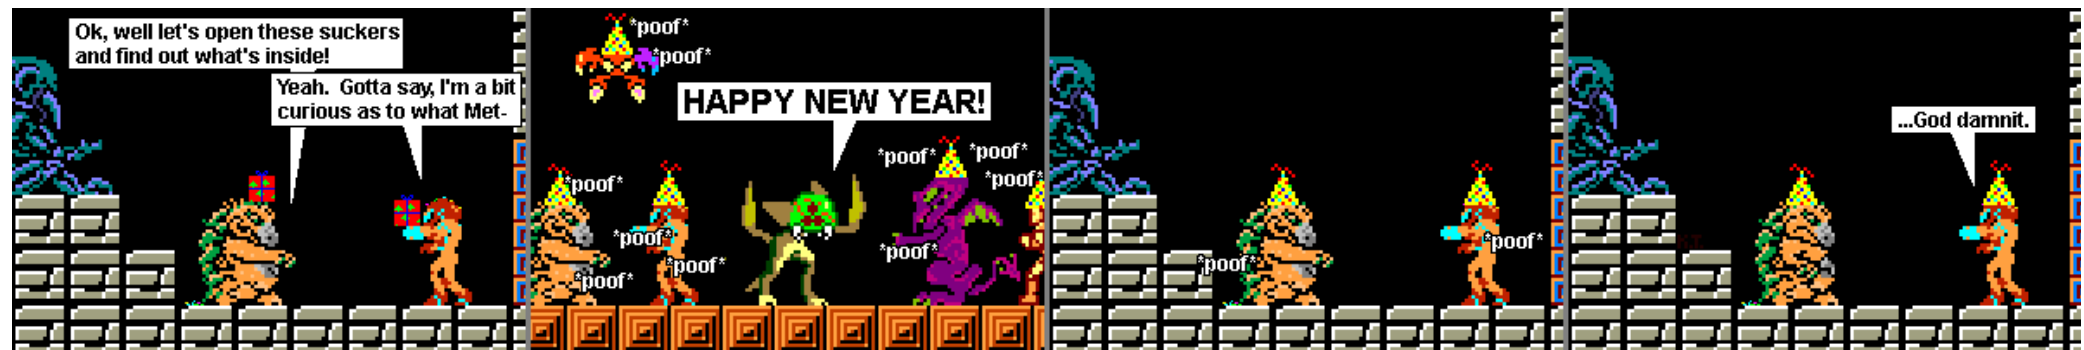 Ok, well let's open these suckers
and find out what's inside!
Yeah.  Gotta say, I'm a bit
curious as to what Met-
*poof*
*poof*
HAPPY NEW YEAR!
*poof*
*poof*
*poof*
*poof*
*poof*
*poof*
*poof*
*poof*
*poof*
*poof*
...God damnit.